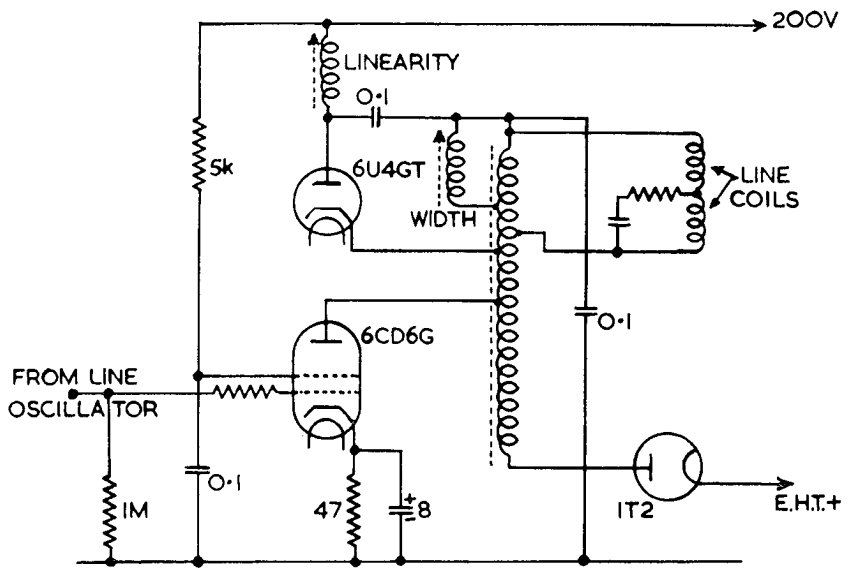 200V
LINEARITY
0·1
5k
6U4GT
WIDTH
LINE
COILS
6CD6G
0·1
FROM LINE
OSCILLATOR
0·1
1M
47
+
8
-
1T2
E.H.T.+